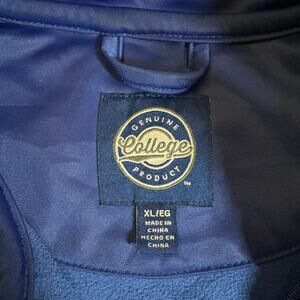 GENUINE
College
PRODUCT
™
XL/EG
MADE IN
CHINA
HECHO EN
CHINA